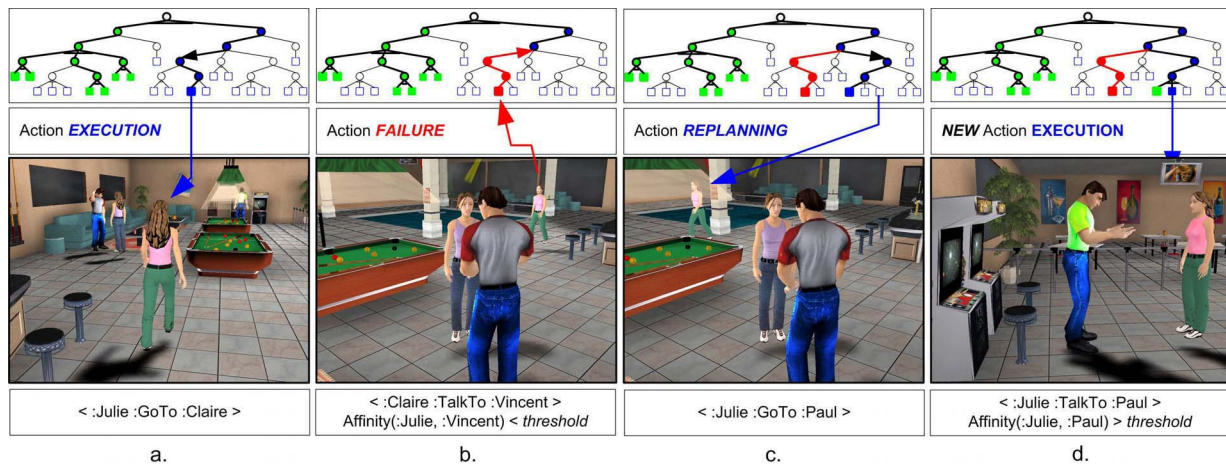 Action EXECUTION
Action FAILURE
Action REPLANNING
NEW Action EXECUTION
< :Julie :GoTo :Claire >
< :Claire :TalkTo :Vincent >
Affinity(:Julie, :Vincent) < threshold
< :Julie :GoTo :Paul >
< :Julie :TalkTo :Paul >
Affinity(:Julie, :Paul) > threshold
a.
b.
c.
d.